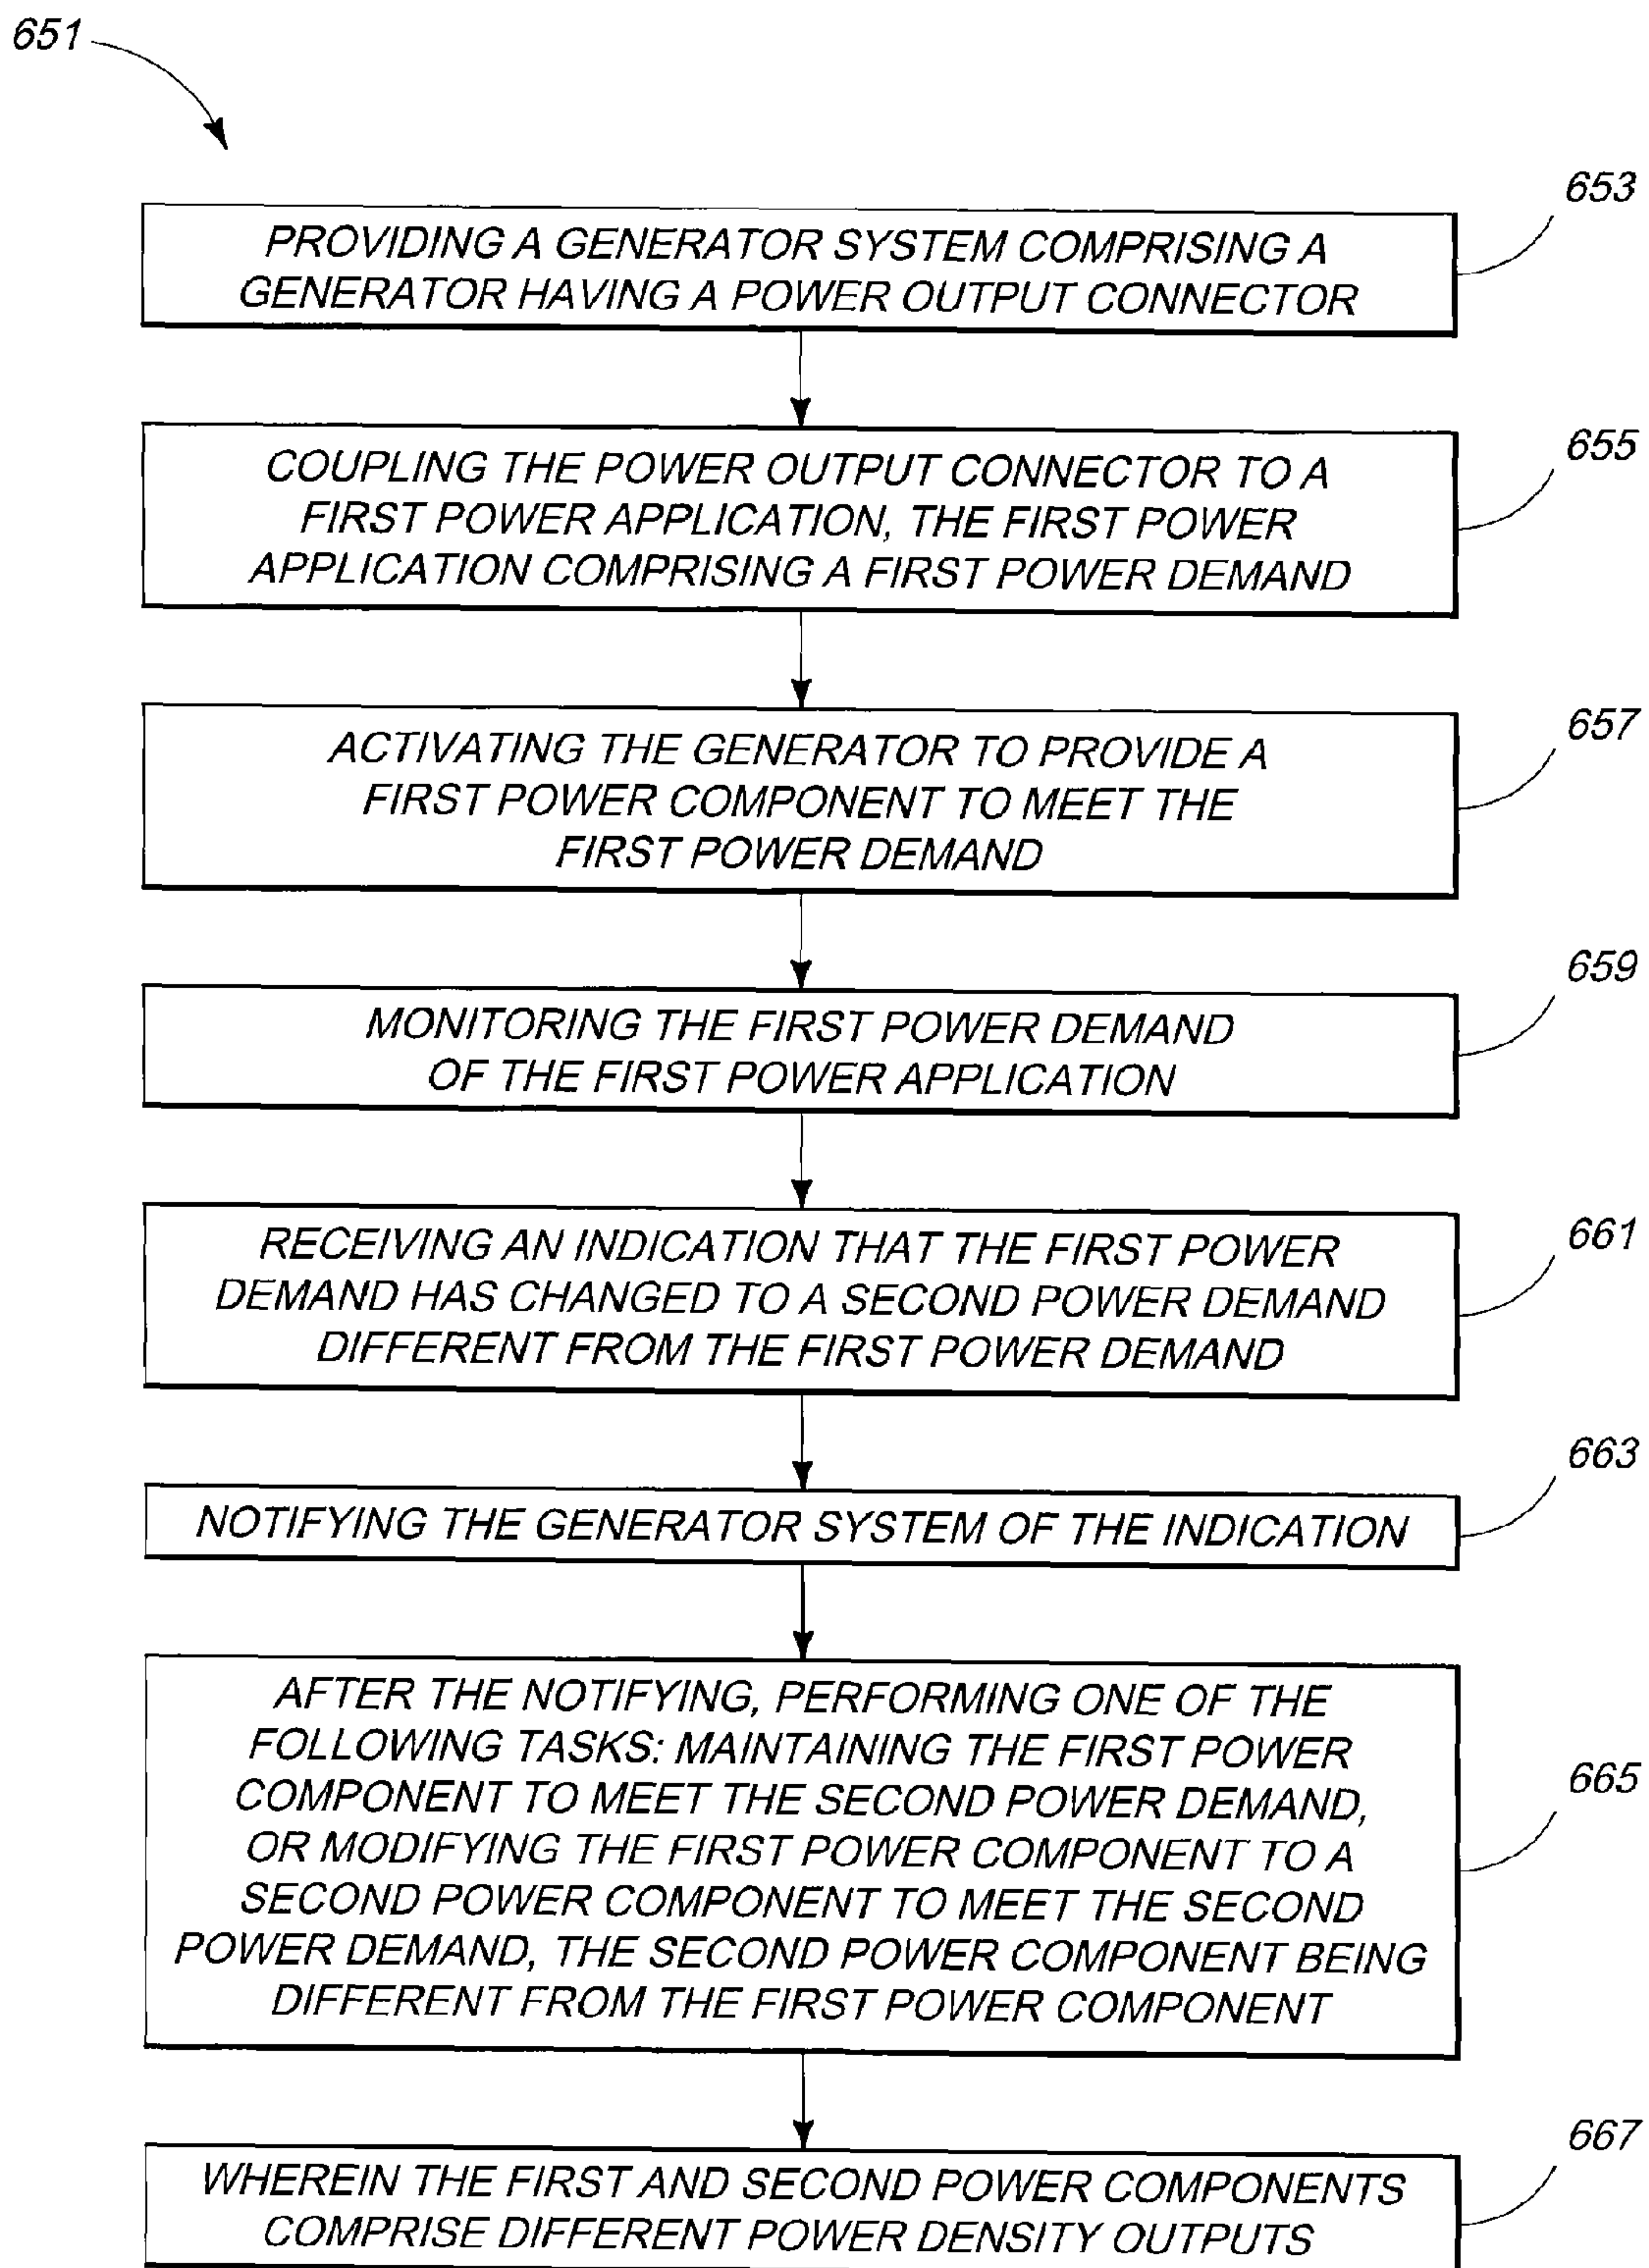 651
653
PROVIDING A GENERATOR SYSTEM COMPRISING A
GENERATOR HAVING A POWER OUTPUT CONNECTOR
655
COUPLING THE POWER OUTPUT CONNECTOR TO A
FIRST POWER APPLICATION, THE FIRST POWER
APPLICATION COMPRISING A FIRST POWER DEMAND
657
ACTIVATING THE GENERATOR TO PROVIDE A
FIRST POWER COMPONENT TO MEET THE
FIRST POWER DEMAND
659
MONITORING THE FIRST POWER DEMAND
OF THE FIRST POWER APPLICATION
661
RECEIVING AN INDICATION THAT THE FIRST POWER
DEMAND HAS CHANGED TO A SECOND POWER DEMAND
DIFFERENT FROM THE FIRST POWER DEMAND
663
NOTIFYING THE GENERATOR SYSTEM OF THE INDICATION
AFTER THE NOTIFYING, PERFORMING ONE OF THE
FOLLOWING TASKS: MAINTAINING THE FIRST POWER
665
COMPONENT TO MEET THE SECOND POWER DEMAND,
OR MODIFYING THE FIRST POWER COMPONENT TO A
SECOND POWER COMPONENT TO MEET THE SECOND
POWER DEMAND, THE SECOND POWER COMPONENT BEING
DIFFERENT FROM THE FIRST POWER COMPONENT
667
WHEREIN THE FIRST AND SECOND POWER COMPONENTS
COMPRISE DIFFERENT POWER DENSITY OUTPUTS